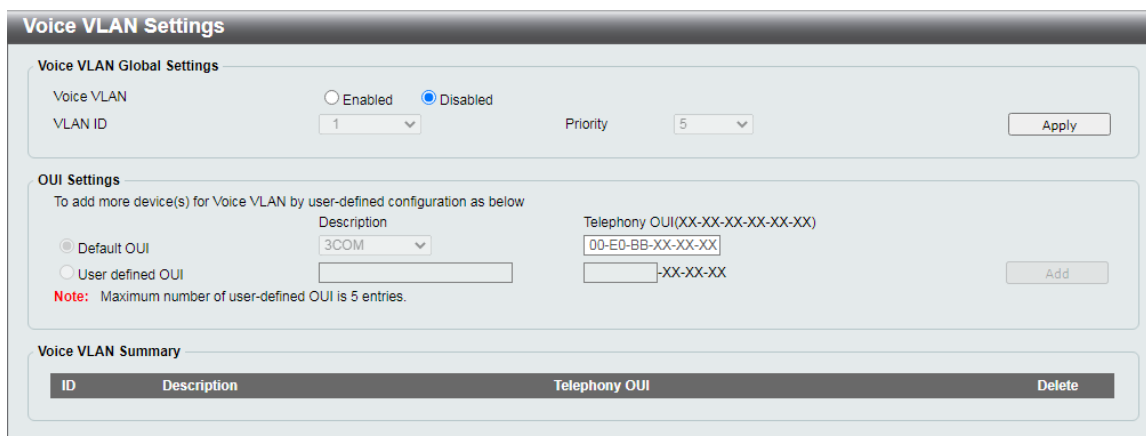 Voice VLAN Settings
Voice VLAN Global Settings
Voice VLAN Enabled Disabled
VLAN ID 1 Priority 5 Apply
OUI Settings
To add more device(s) for Voice VLAN by user-defined configuration as below
Description Telephony OUI(XX-XX-XX-XX-XX-XX)
Default OUI 3COM 00-E0-BB-XX-XX-XX
User defined OUI -XX-XX-XX Add
Note: Maximum number of user-defined OUI is 5 entries.
Voice VLAN Summary
ID Description Telephony OUI Delete